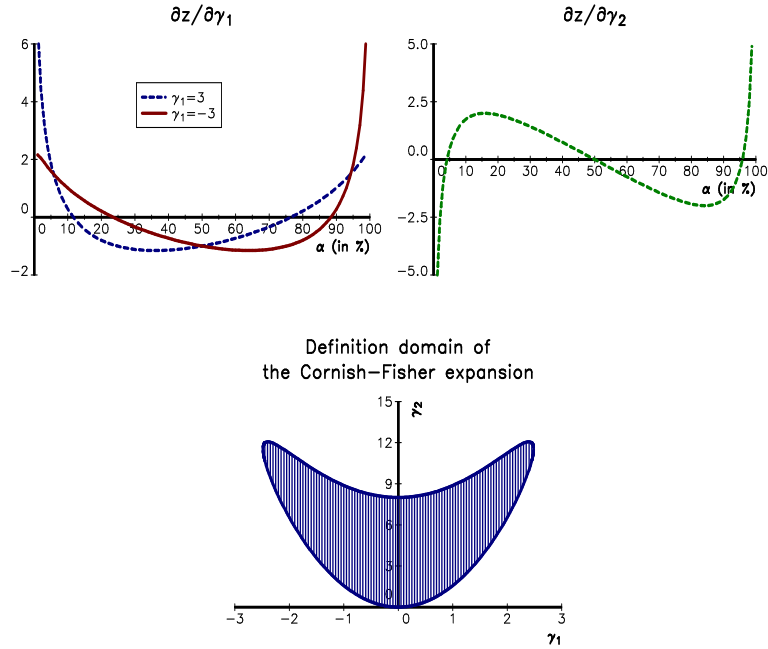 ∂z/∂γ₁
6
4
2
0
−2
γ₁=3
γ₁=−3
0 10 20 30 40 50 60 70 80 90 100
α (in %)
∂z/∂γ₂
5.0
2.5
0.0
−2.5
−5.0
0 10 20 30 40 50 60 70 80 90 100
α (in %)
Definition domain of
the Cornish−Fisher expansion
15
12
9
6
3
0
γ₂
−3 −2 −1 0 1 2 3
γ₁